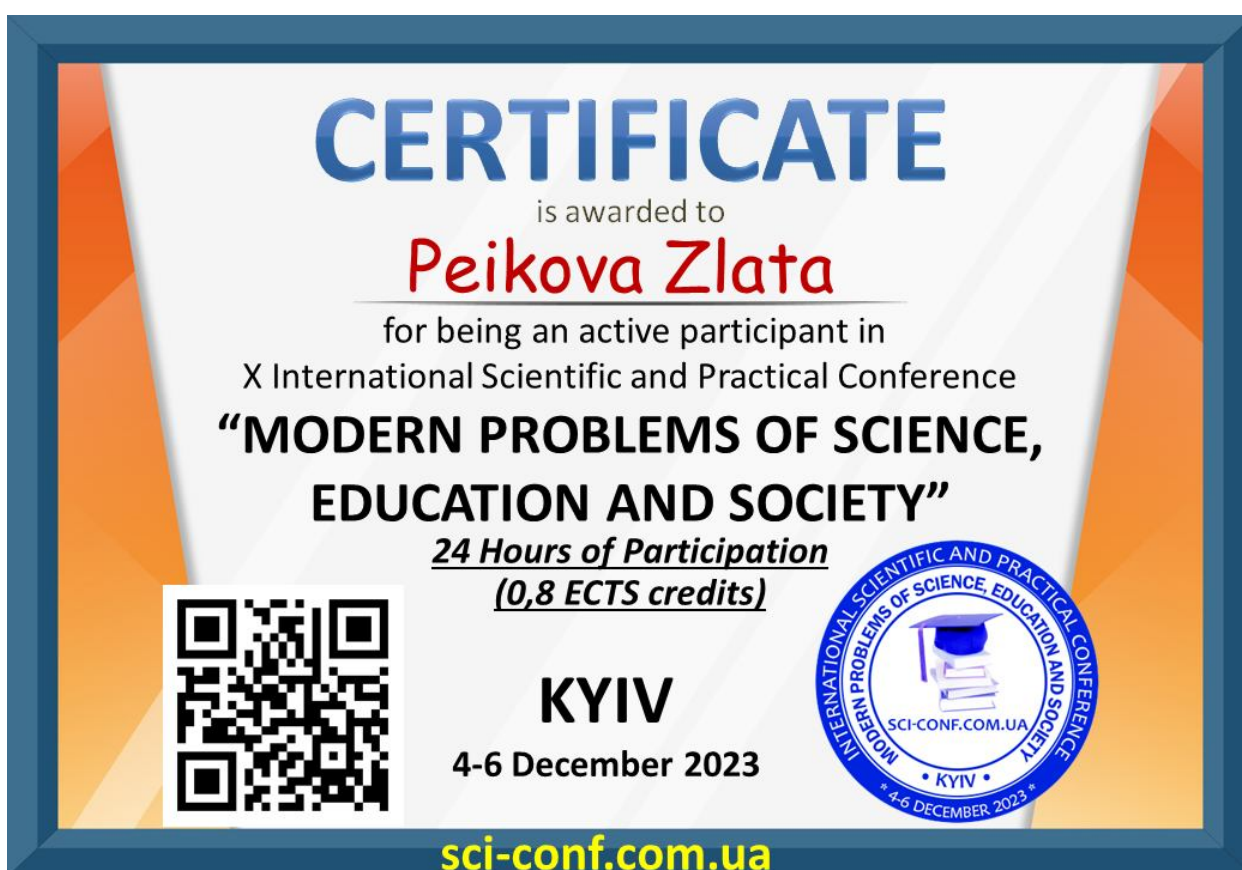 CERTIFICATE
is awarded to
Peikova Zlata
for being an active participant in
X International Scientific and Practical Conference
“MODERN PROBLEMS OF SCIENCE,
EDUCATION AND SOCIETY”
24 Hours of Participation
(0,8 ECTS credits)
KYIV
4-6 December 2023
INTERNATIONAL SCIENTIFIC AND PRACTICAL CONFERENCE
MODERN PROBLEMS OF SCIENCE, EDUCATION AND SOCIETY
SCI-CONF.COM.UA
• KYIV •
* 4-6 DECEMBER 2023 *
sci-conf.com.ua